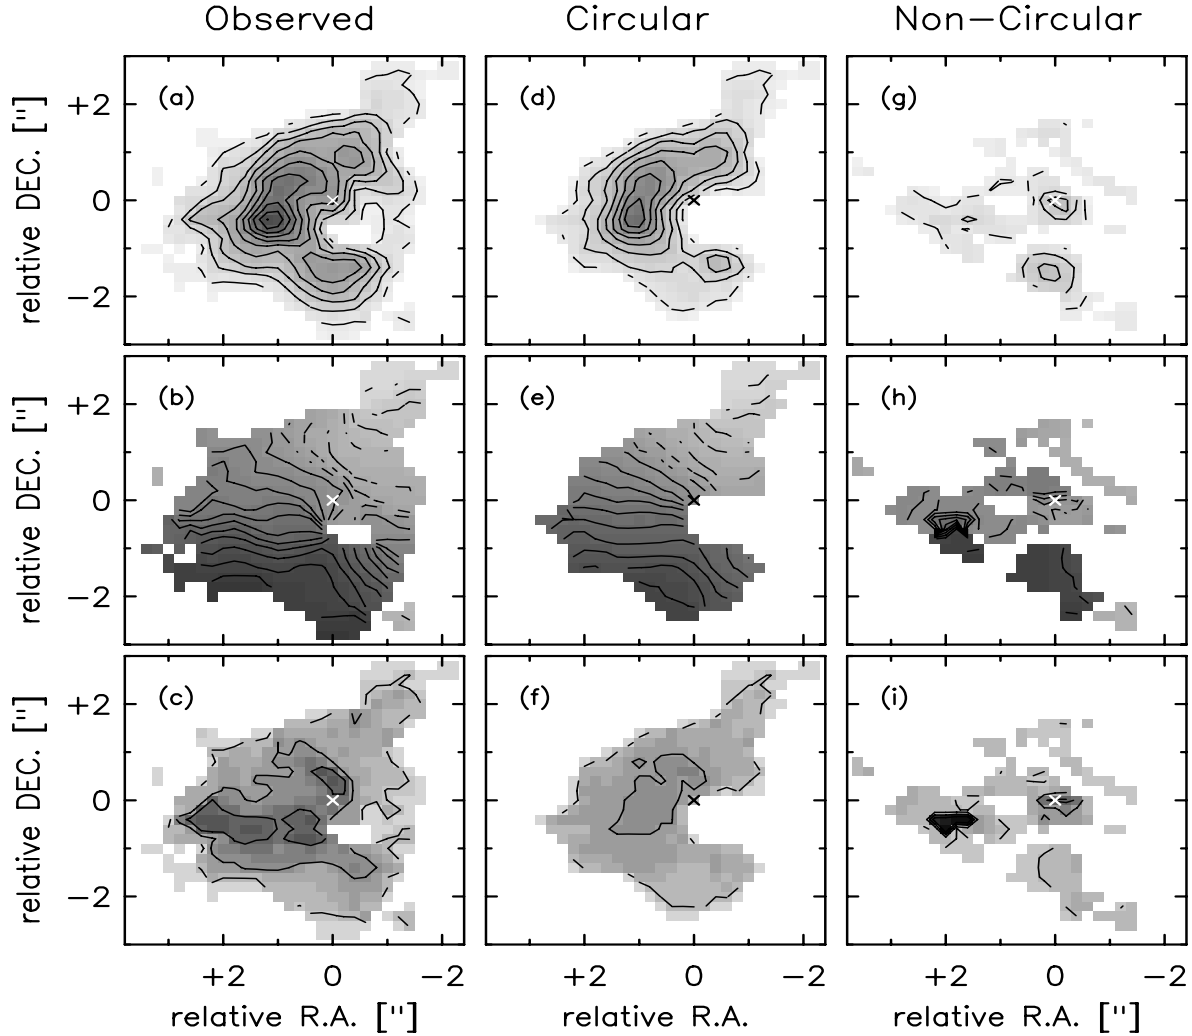 Observed Circular Non−Circular
(a) (d) (g)
+2
0
−2
relative DEC. ["]
(b) (e) (h)
+2
0
−2
relative DEC. ["]
(c) (f) (i)
+2
0
−2
relative DEC. ["]
+2 0 −2 +2 0 −2 +2 0 −2
relative R.A. ["] relative R.A. relative R.A. ["]